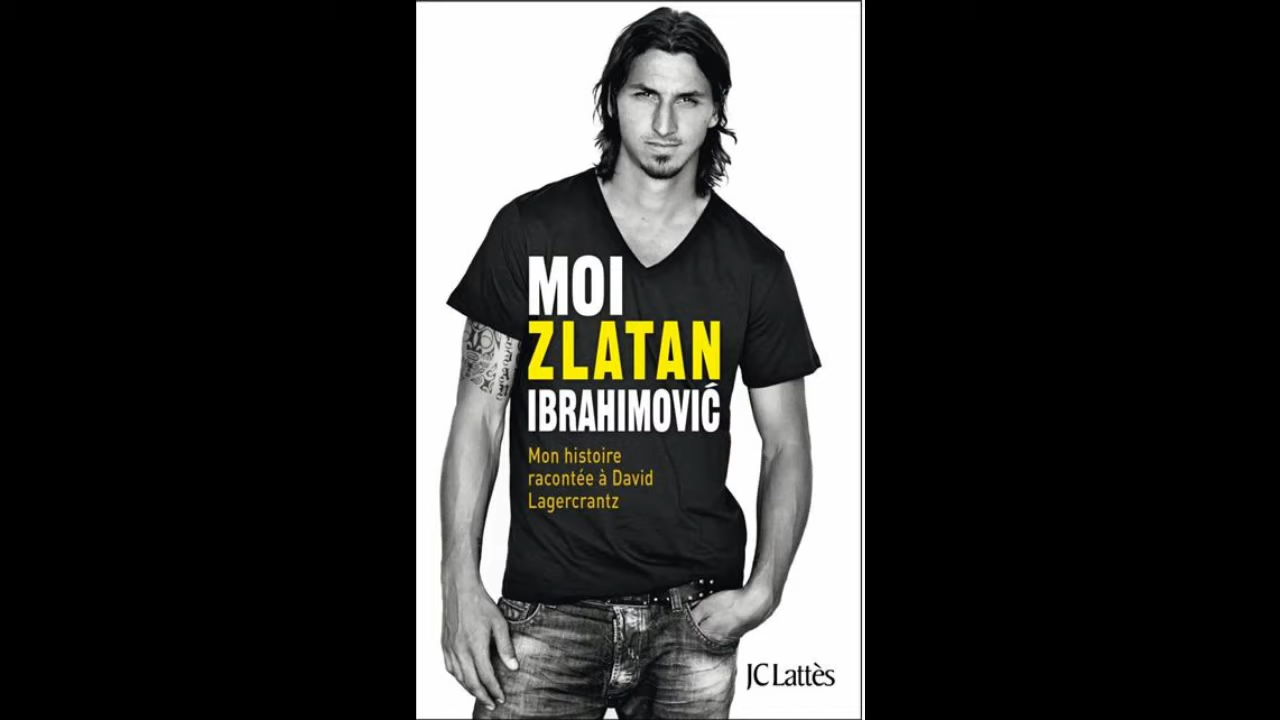 MOI
ZLATAN
IBRAHIMOVIĆ
Mon histoire
racontée à David
Lagercrantz
JC Lattès